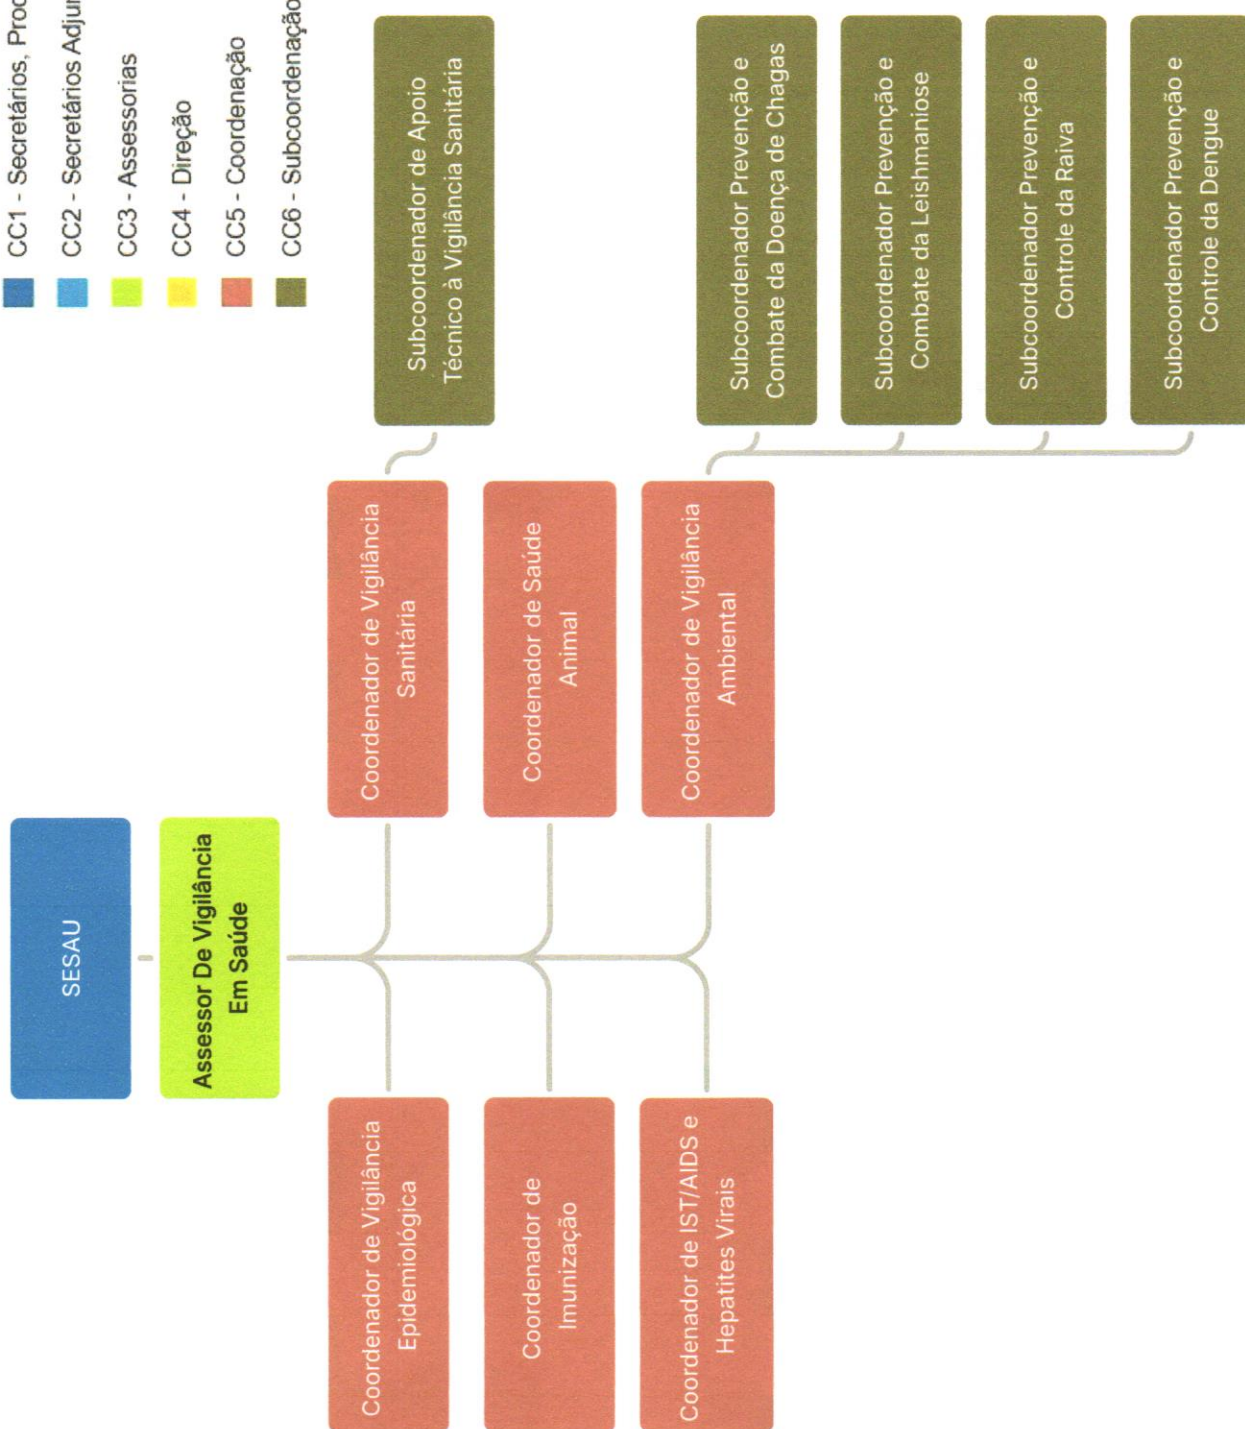 CC1 - Secretários, Proc
CC2 - Secretários Adju
CC3 - Assessorias
CC4 - Direção
CC5 - Coordenação
CC6 - Subcoordenação
SESAU
Assessor De Vigilância
Em Saúde
Coordenador de Vigilância
Epidemiológica
Coordenador de Vigilância
Sanitária
Subcoordenador de Apoio
Técnico à Vigilância Sanitária
Coordenador de
Imunização
Coordenador de Saúde
Animal
Coordenador de IST/AIDS e
Hepatites Virais
Coordenador de Vigilância
Ambiental
Subcoordenador Prevenção e
Combate da Doença de Chagas
Subcoordenador Prevenção e
Combate da Leishmaniose
Subcoordenador Prevenção e
Controle da Raiva
Subcoordenador Prevenção e
Controle da Dengue